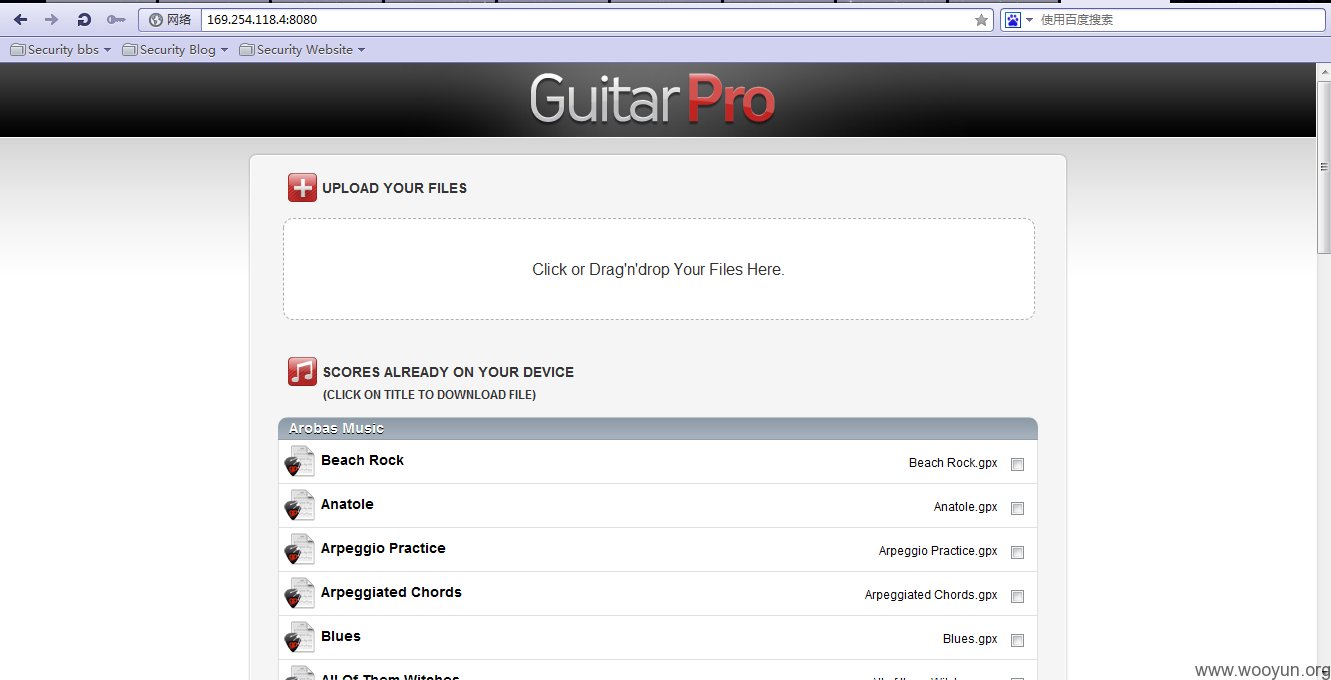 网络 169.254.118.4:8080 使用百度搜索
Security bbs Security Blog Security Website
Guitar Pro
UPLOAD YOUR FILES
Click or Drag'n'drop Your Files Here.
SCORES ALREADY ON YOUR DEVICE
(CLICK ON TITLE TO DOWNLOAD FILE)
Arobas Music
Beach Rock Beach Rock.gpx
Anatole Anatole.gpx
Arpeggio Practice Arpeggio Practice.gpx
Arpeggiated Chords Arpeggiated Chords.gpx
Blues Blues.gpx
All Of Them Witches
www.wooyun.org